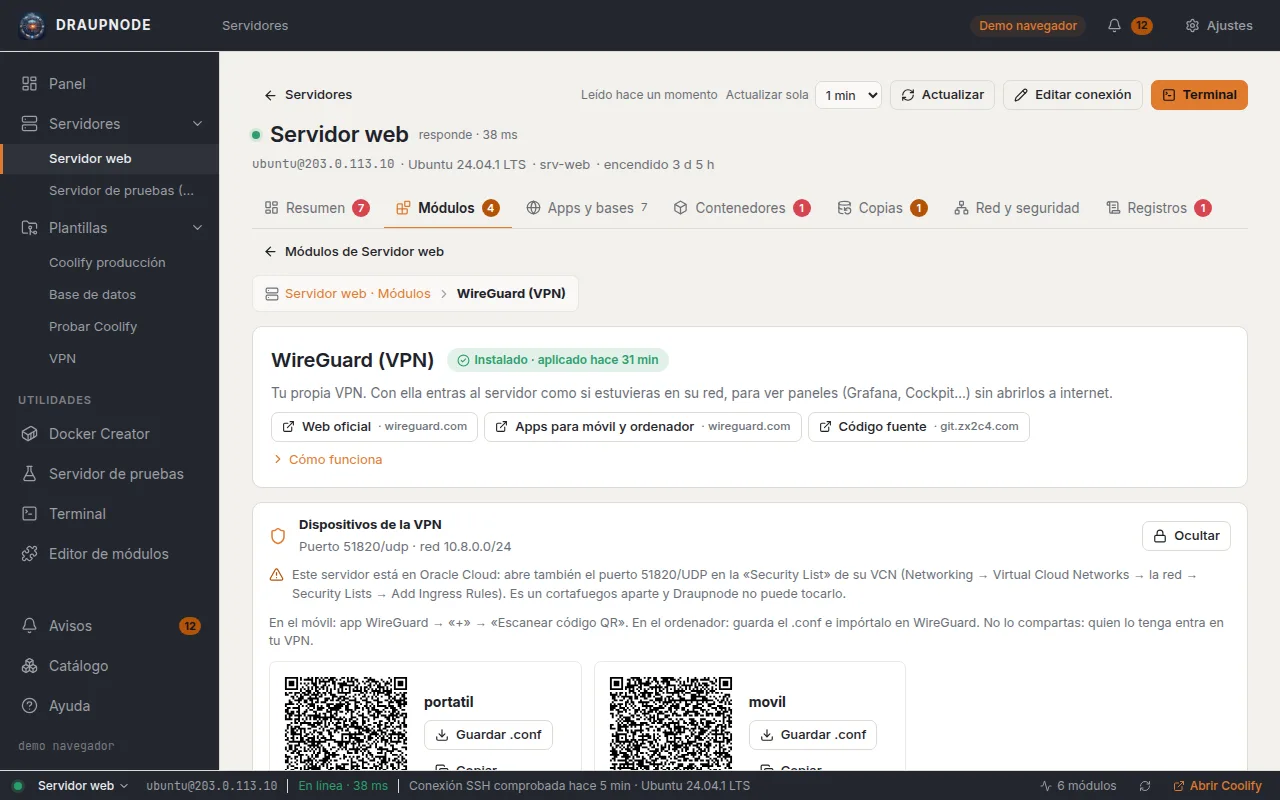 DRAUPNODE
Servidores
Demo navegador
12
Ajustes
Panel
Servidores
Servidor web
Servidor de pruebas (...
Plantillas
Coolify producción
Base de datos
Probar Coolify
VPN
UTILIDADES
Docker Creator
Servidor de pruebas
Terminal
Editor de módulos
Avisos 12
Catálogo
Ayuda
demo navegador
Servidores
Leído hace un momento Actualizar sola 1 min
Actualizar
Editar conexión
Terminal
Servidor web responde · 38 ms
ubuntu@203.0.113.10 · Ubuntu 24.04.1 LTS · srv-web · encendido 3 d 5 h
Resumen 7
Módulos 4
Apps y bases 7
Contenedores 1
Copias 1
Red y seguridad
Registros 1
Módulos de Servidor web
Servidor web · Módulos > WireGuard (VPN)
WireGuard (VPN) Instalado · aplicado hace 31 min
Tu propia VPN. Con ella entras al servidor como si estuvieras en su red, para ver paneles (Grafana, Cockpit...) sin abrirlos a internet.
Web oficial · wireguard.com
Apps para móvil y ordenador · wireguard.com
Código fuente · git.zx2c4.com
Cómo funciona
Dispositivos de la VPN
Puerto 51820/udp · red 10.8.0.0/24
Ocultar
Este servidor está en Oracle Cloud: abre también el puerto 51820/UDP en la «Security List» de su VCN (Networking → Virtual Cloud Networks → la red →
Security Lists → Add Ingress Rules). Es un cortafuegos aparte y Draupnode no puede tocarlo.
En el móvil: app WireGuard → «+» → «Escanear código QR». En el ordenador: guarda el .conf e impórtalo en WireGuard. No lo compartas: quien lo tenga entra en
tu VPN.
portatil
Guardar .conf
Copiar
movil
Guardar .conf
Copiar
Servidor web
ubuntu@203.0.113.10
En línea · 38 ms
Conexión SSH comprobada hace 5 min · Ubuntu 24.04.1 LTS
6 módulos
Abrir Coolify